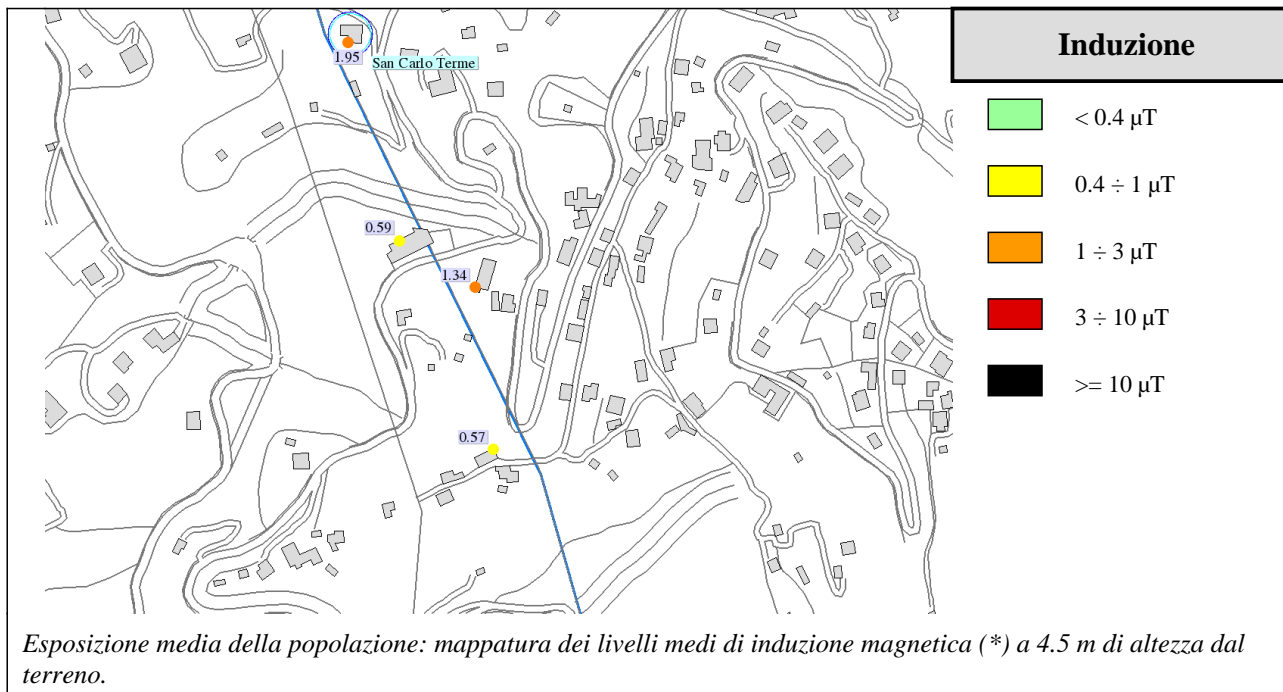 Induzione
1.95
San Carlo Terme
< 0.4 µT
0.4 ÷ 1 µT
0.59
1 ÷ 3 µT
1.34
3 ÷ 10 µT
>= 10 µT
0.57
Esposizione media della popolazione: mappatura dei livelli medi di induzione magnetica (*) a 4.5 m di altezza dal
terreno.